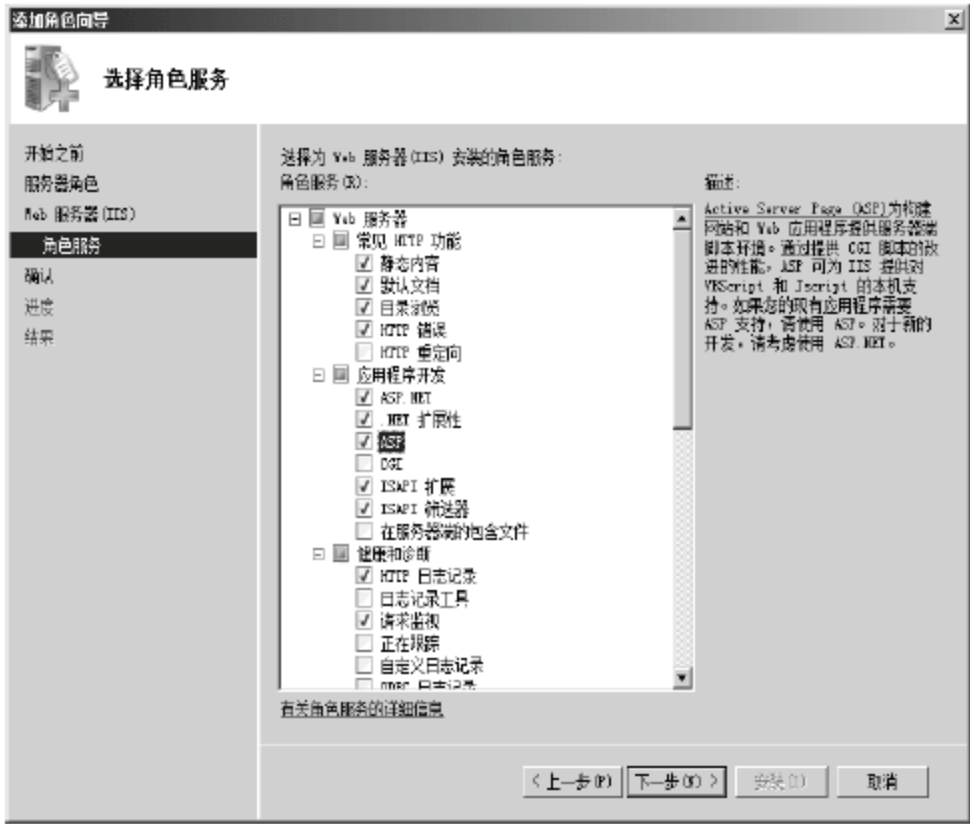 添加角色向导
选择角色服务
开始之前
服务器角色
Web 服务器(IIS)
角色服务
确认
进度
结果
选择为 Web 服务器(IIS) 安装的角色服务:
角色服务(R):
Web 服务器
常见 HTTP 功能
静态内容
默认文档
目录浏览
HTTP 错误
HTTP 重定向
应用程序开发
ASP.NET
.NET 扩展性
ASP
CGI
ISAPI 扩展
ISAPI 筛选器
在服务器端的包含文件
健康和诊断
HTTP 日志记录
日志记录工具
请求监视
正在跟踪
自定义日志记录
ODBC 日志记录
有关角色服务的详细信息
描述:
Active Server Page (ASP)为构建
网站和 Web 应用程序提供服务器端
脚本环境。通过提供 CGI 脚本的改
进的性能，ASP 可为 IIS 提供对
VBScript 和 Jscript 的本机支
持。如果您的现有应用程序需要
ASP 支持，请使用 ASP。对于新的
开发，请考虑使用 ASP.NET。
< 上一步(P)
下一步(N) >
安装(I)
取消